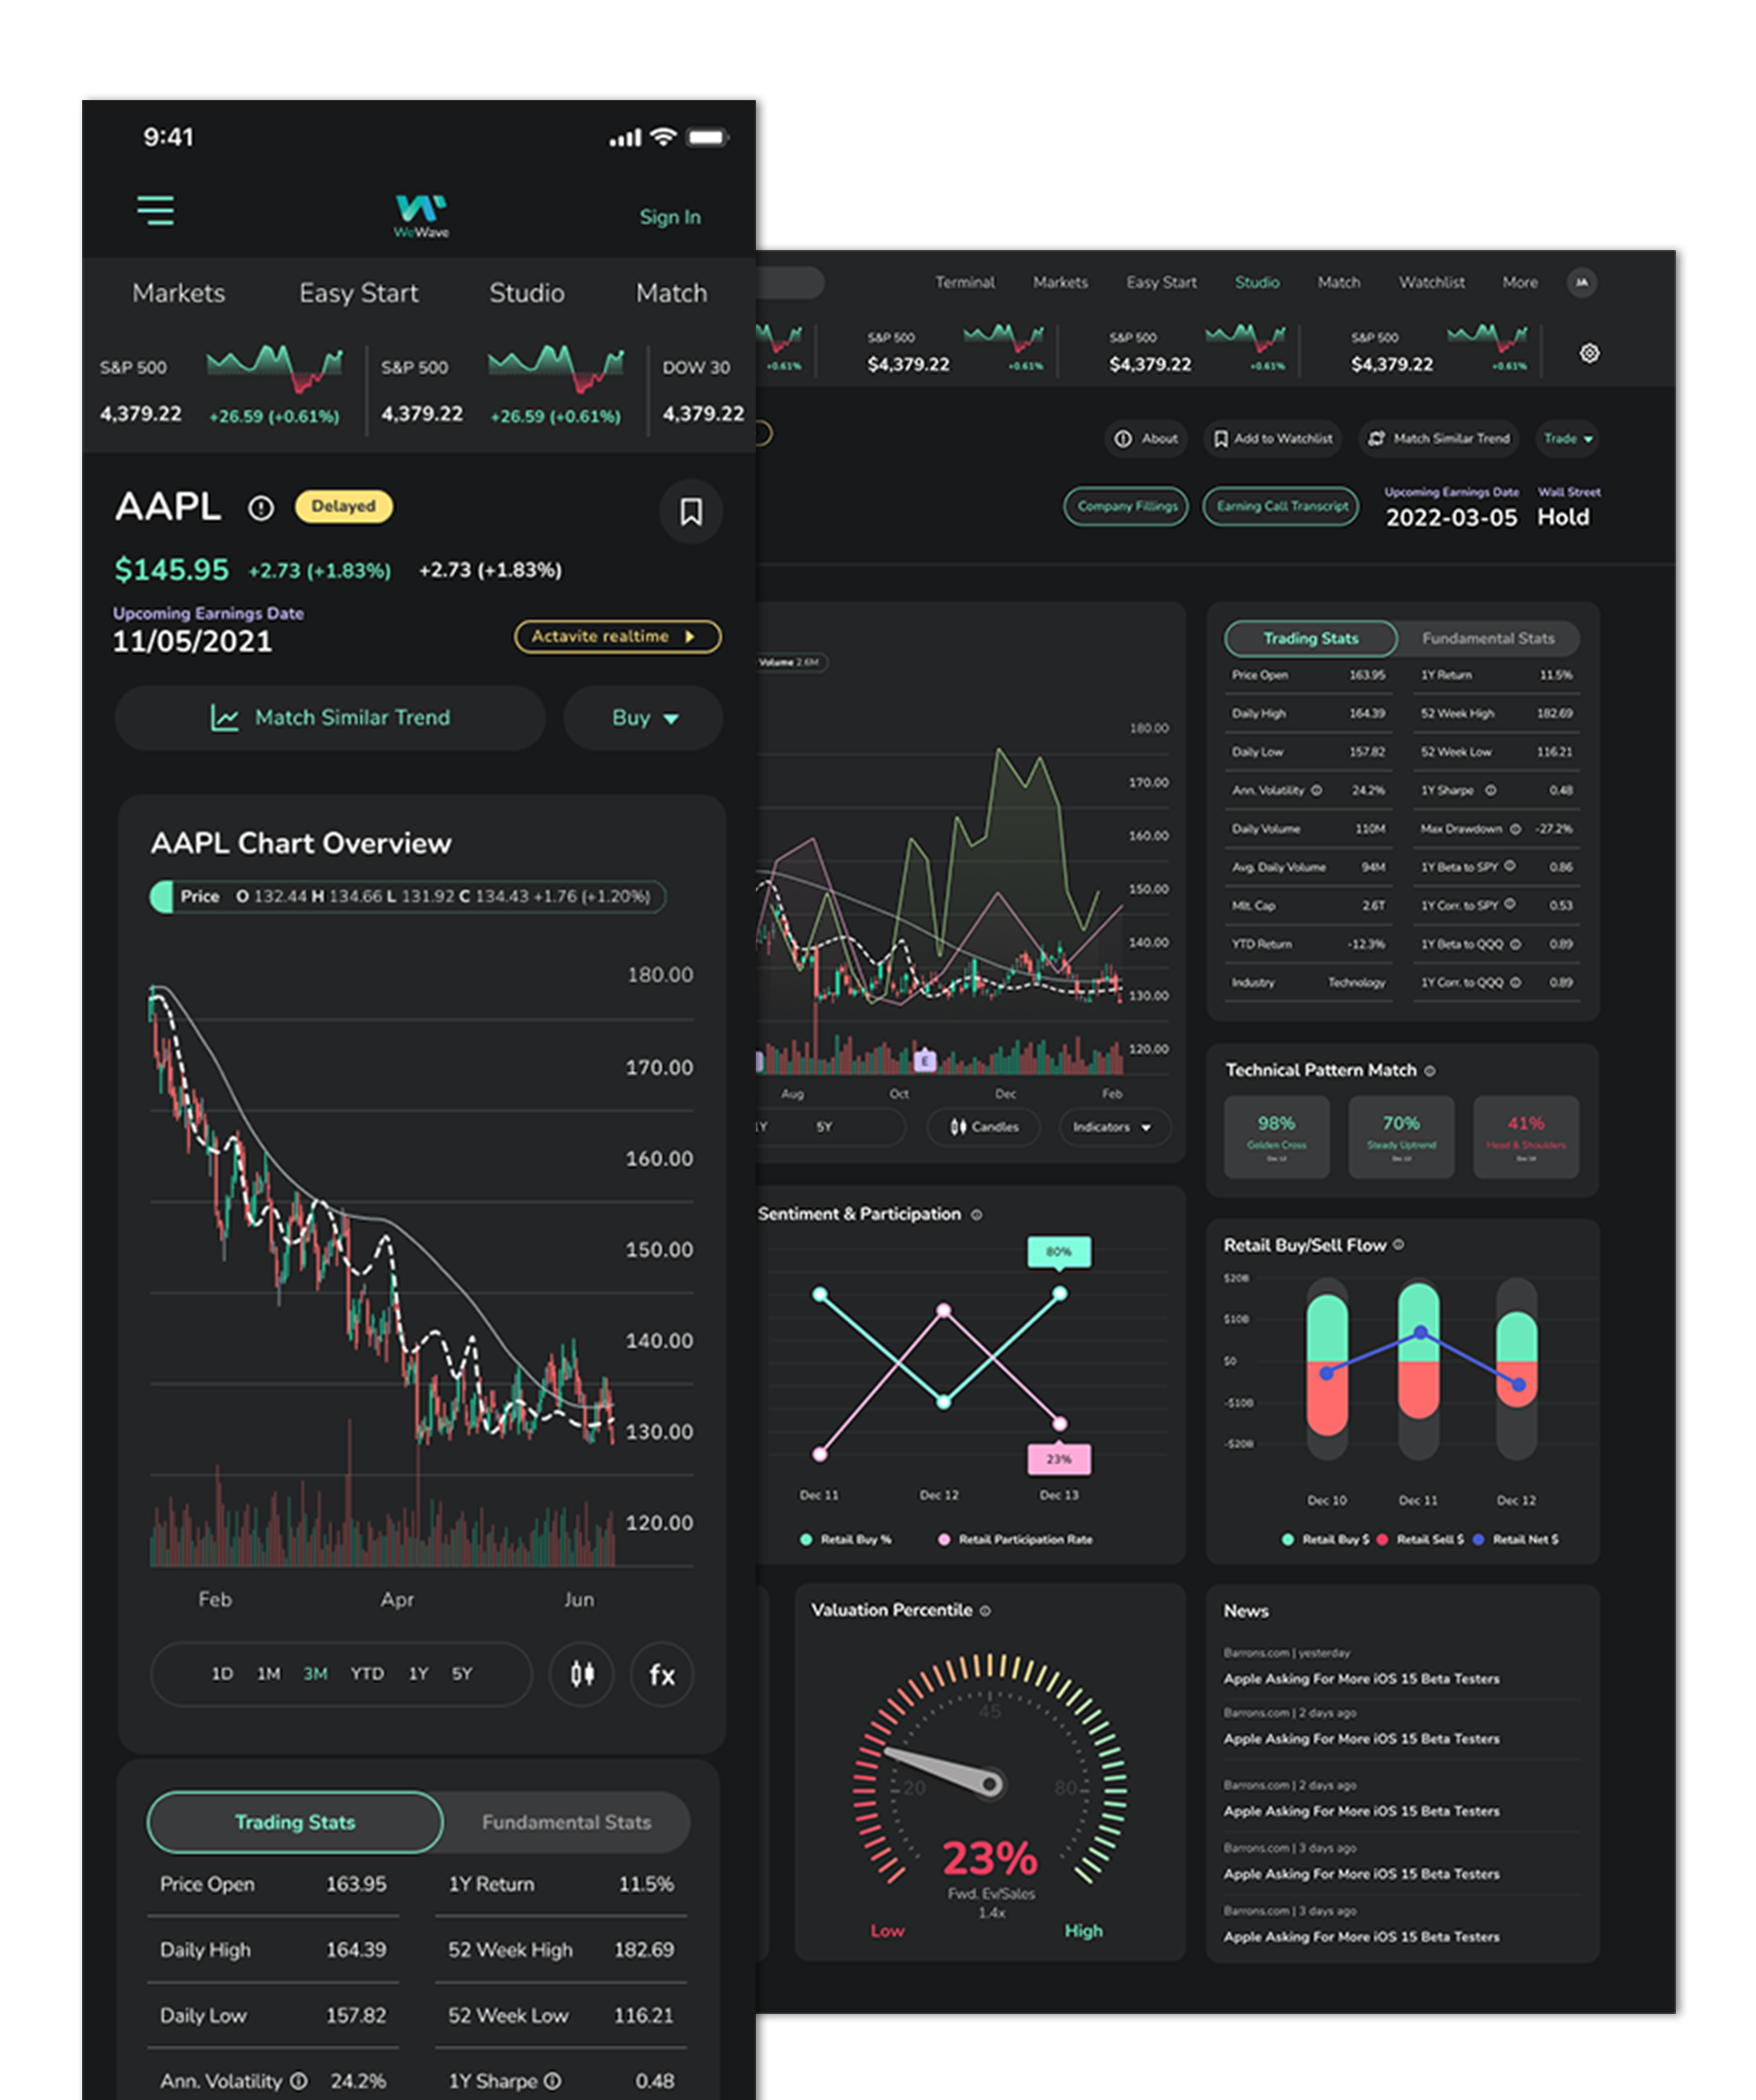 9:41
WeWave
Sign In
Markets Easy Start Studio Match
S&P 500 S&P 500 DOW 30
4,379.22 +26.59 (+0.61%) 4,379.22 +26.59 (+0.61%) 4,379.22
AAPL Delayed
$145.95 +2.73 (+1.83%) +2.73 (+1.83%)
Upcoming Earnings Date
11/05/2021
Actavite realtime
Match Similar Trend Buy
AAPL Chart Overview
Price O 132.44 H 134.66 L 131.92 C 134.43 +1.76 (+1.20%)
180.00
170.00
160.00
150.00
140.00
130.00
120.00
Feb Apr Jun
1D 1M 3M YTD 1Y 5Y fx
Trading Stats Fundamental Stats
Price Open 163.95 1Y Return 11.5%
Daily High 164.39 52 Week High 182.69
Daily Low 157.82 52 Week Low 116.21
Ann. Volatility 24.2% 1Y Sharpe 0.48
Terminal Markets Easy Start Studio Match Watchlist More JA
S&P 500 S&P 500 S&P 500
+0.61% $4,379.22 +0.61% $4,379.22 +0.61% $4,379.22 +0.61%
About Add to Watchlist Match Similar Trend Trade
Company Fillings Earning Call Transcript
Upcoming Earnings Date Wall Street
2022-03-05 Hold
Volume 2.6M
180.00
170.00
160.00
150.00
140.00
130.00
120.00
E
Aug Oct Dec Feb
1Y 5Y Candles Indicators
Trading Stats Fundamental Stats
Price Open 163.95 1Y Return 11.5%
Daily High 164.39 52 Week High 182.69
Daily Low 157.82 52 Week Low 116.21
Ann. Volatility 24.2% 1Y Sharpe 0.48
Daily Volume 110M Max Drawdown -27.2%
Avg. Daily Volume 94M 1Y Beta to SPY 0.86
Mlt. Cap 2.6T 1Y Corr. to SPY 0.53
YTD Return -12.3% 1Y Beta to QQQ 0.89
Industry Technology 1Y Corr. to QQQ 0.89
Technical Pattern Match
98% 70% 41%
Golden Cross Steady Uptrend Head & Shoulders
Sentiment & Participation
80%
23%
Dec 11 Dec 12 Dec 13
Retail Buy % Retail Participation Rate
Retail Buy/Sell Flow
$20B
$10B
$0
-$10B
-$20B
Dec 10 Dec 11 Dec 12
Retail Buy $ Retail Sell $ Retail Net $
Valuation Percentile
45
20 80
23%
Fwd. Ev/Sales
1.4x
Low High
News
Barrons.com | yesterday
Apple Asking For More iOS 15 Beta Testers
Barrons.com | 2 days ago
Apple Asking For More iOS 15 Beta Testers
Barrons.com | 2 days ago
Apple Asking For More iOS 15 Beta Testers
Barrons.com | 3 days ago
Apple Asking For More iOS 15 Beta Testers
Barrons.com | 3 days ago
Apple Asking For More iOS 15 Beta Testers